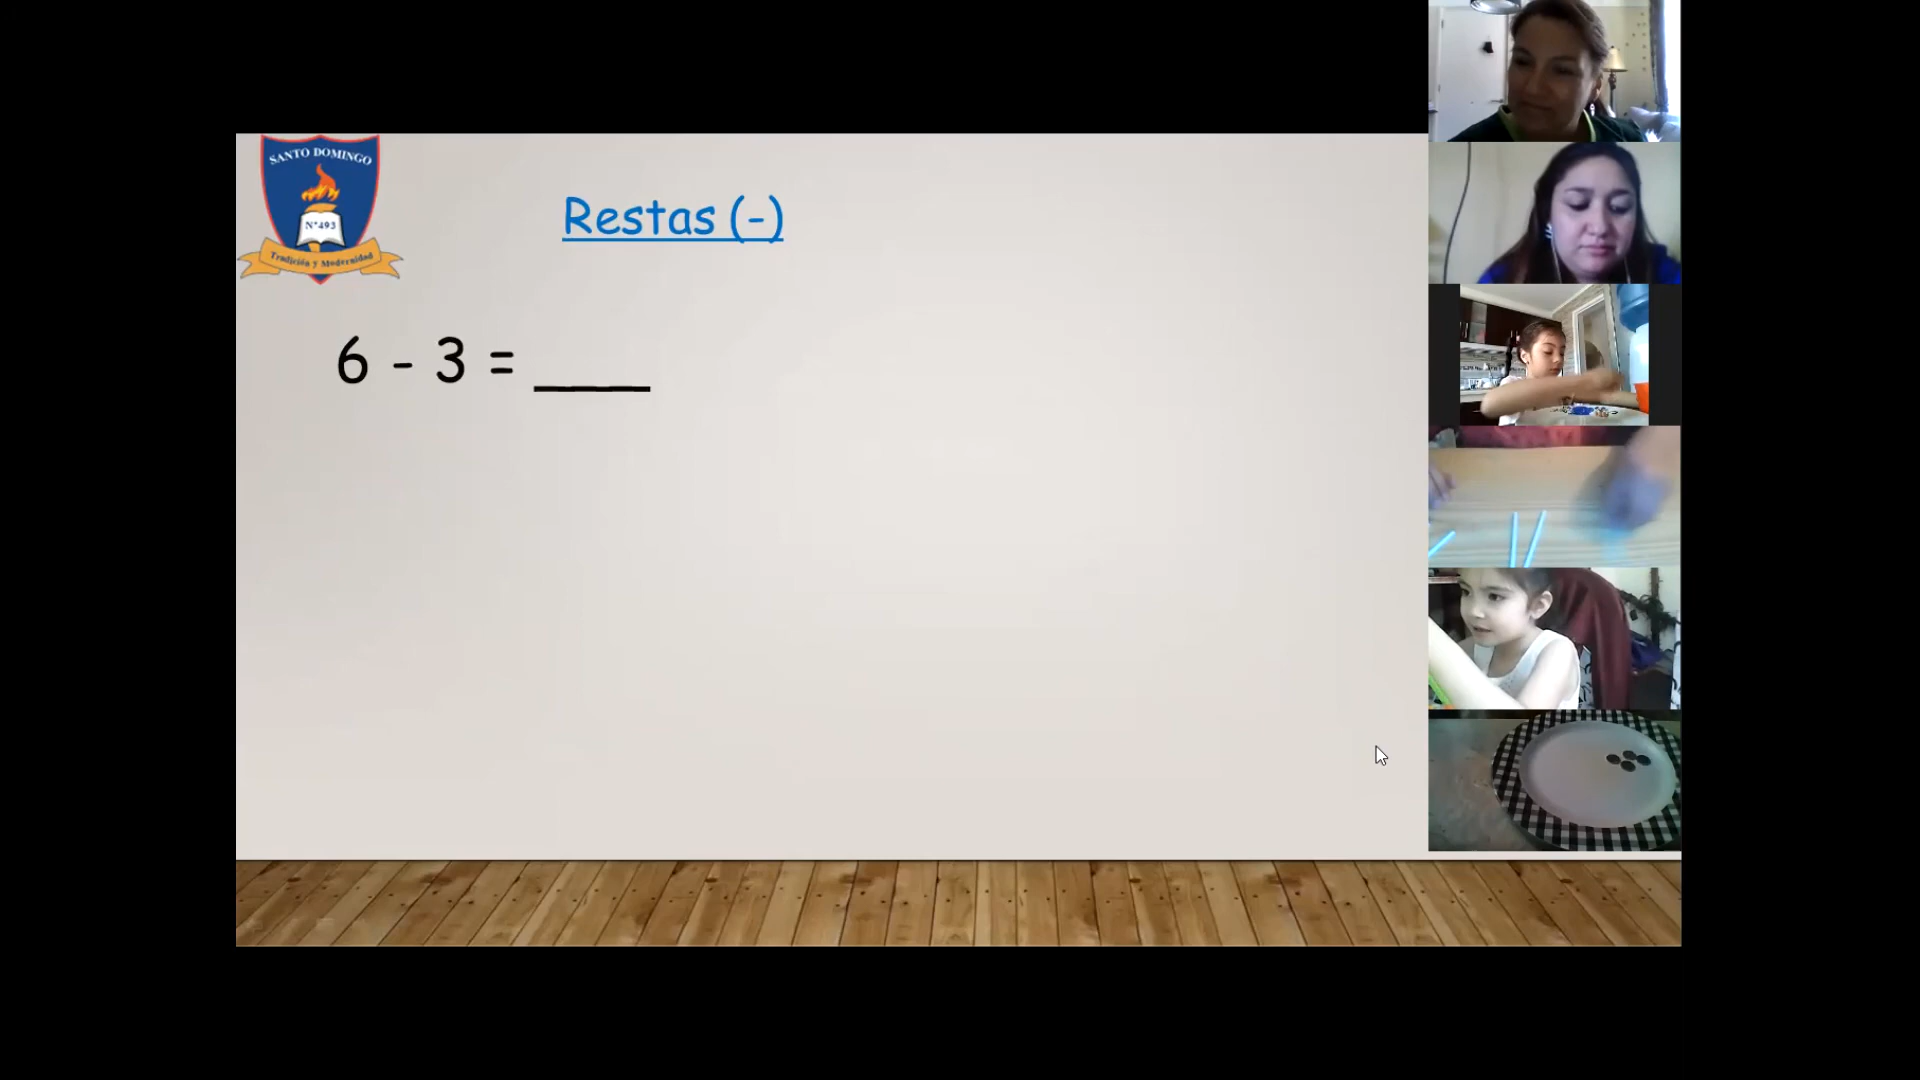 SANTO DOMINGO
N°493
Tradición y Modernidad
Restas (-)
6 - 3 = ____